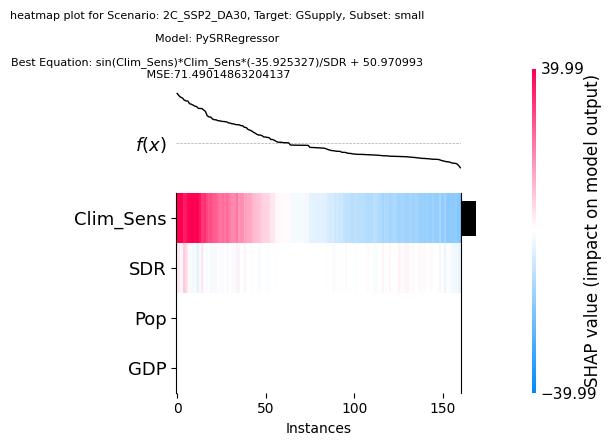 heatmap plot for Scenario: 2C_SSP2_DA30, Target: GSupply, Subset: small
Model: PySRRegressor
Best Equation: sin(Clim_Sens)*Clim_Sens*(-35.925327)/SDR + 50.970993
MSE:71.49014863204137
39.99
f(x)
Clim_Sens
SDR
Pop
GDP
SHAP value (impact on model output)
−39.99
0
50
100
150
Instances